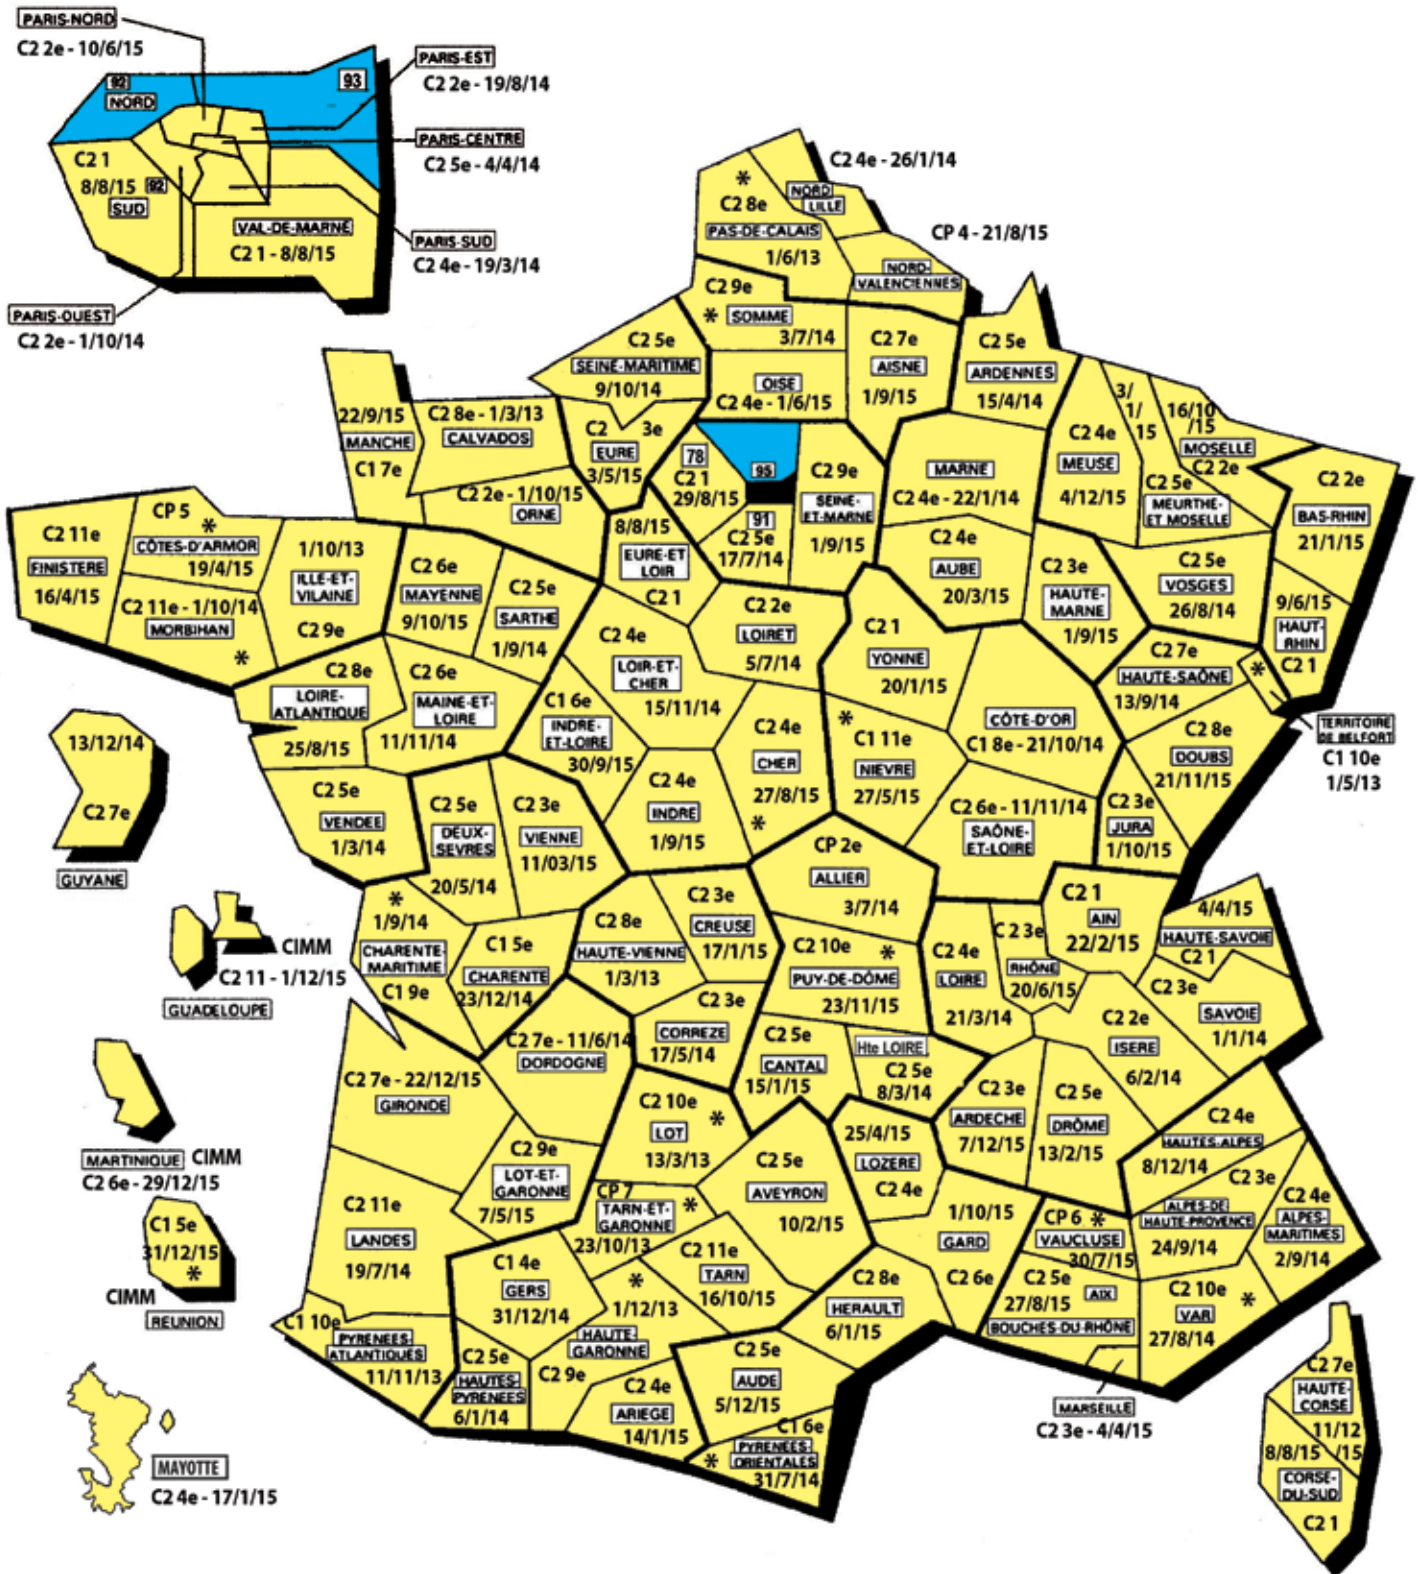 PARIS-NORD
C2 2e - 10/6/15
PARIS-EST
C2 2e - 19/8/14
92
NORD
93
PARIS-CENTRE
C2 5e - 4/4/14
C2 1
8/8/15
92
SUD
VAL-DE-MARNE
C2 1 - 8/8/15
PARIS-SUD
C2 4e - 19/3/14
PARIS-OUEST
C2 2e - 1/10/14
C2 4e - 26/1/14
NORD
LILLE
*
C2 8e
PAS-DE-CALAIS
1/6/13
CP 4 - 21/8/15
NORD-
VALENCIENNES
C2 9e
*
SOMME
3/7/14
C2 5e
SEINE-MARITIME
9/10/14
OISE
C2 4e - 1/6/15
C2 7e
AISNE
1/9/15
C2 5e
ARDENNES
15/4/14
22/9/15
MANCHE
C1 7e
C2 8e - 1/3/13
CALVADOS
C2 3e
EURE
3/5/15
C2 2e - 1/10/15
ORNE
78
C2 1
29/8/15
95
91
C2 5e
17/7/14
C2 9e
SEINE-
ET-MARNE
1/9/15
MARNE
C2 4e - 22/1/14
C2 4e
MEUSE
4/12/15
3/
1/
15
C2 5e
MEURTHE-
ET MOSELLE
16/10
/15
MOSELLE
C2 2e
C2 2e
BAS-RHIN
21/1/15
C2 11e
FINISTERE
16/4/15
CP 5
*
CÔTES-D'ARMOR
19/4/15
C2 11e - 1/10/14
MORBIHAN
*
1/10/13
ILLE-ET-
VILAINE
C2 9e
C2 6e
MAYENNE
9/10/15
C2 5e
SARTHE
1/9/14
8/8/15
EURE-ET
LOIR
C2 1
C2 2e
LOIRET
5/7/14
C2 4e
AUBE
20/3/15
C2 3e
HAUTE-
MARNE
1/9/15
C2 5e
VOSGES
26/8/14
9/6/15
HAUT-
RHIN
C2 1
C2 8e
LOIRE-
ATLANTIQUE
25/8/15
C2 6e
MAINE-ET-
LOIRE
11/11/14
C2 4e
LOIR-ET-
CHER
15/11/14
C1 6e
INDRE-
ET-LOIRE
30/9/15
C2 4e
CHER
27/8/15
*
C2 1
YONNE
20/1/15
*
C1 11e
NIEVRE
27/5/15
CÔTE-D'OR
C1 8e - 21/10/14
C2 7e
HAUTE-SAÔNE
13/9/14
*
TERRITOIRE
DE BELFORT
C1 10e
1/5/13
C2 8e
DOUBS
21/11/15
C2 3e
JURA
1/10/15
13/12/14
C2 7e
GUYANE
C2 5e
VENDEE
1/3/14
C2 5e
DEUX-
SEVRES
20/5/14
C2 3e
VIENNE
11/03/15
C2 4e
INDRE
1/9/15
C2 6e - 11/11/14
SAÔNE-
ET-LOIRE
CP 2e
ALLIER
3/7/14
C2 1
AIN
22/2/15
4/4/15
HAUTE-SAVOIE
C2 1
*
1/9/14
CHARENTE-
MARITIME
C1 9e
C1 5e
CHARENTE
23/12/14
C2 8e
HAUTE-VIENNE
1/3/13
C2 3e
CREUSE
17/1/15
C2 10e
*
PUY-DE-DÔME
23/11/15
C2 4e
LOIRE
21/3/14
C2 3e
RHÔNE
20/6/15
C2 3e
SAVOIE
1/1/14
C2 2e
ISERE
6/2/14
CIMM
C2 11 - 1/12/15
GUADELOUPE
C2 7e - 11/6/14
DORDOGNE
C2 3e
CORREZE
17/5/14
C2 5e
CANTAL
15/1/15
Hte LOIRE
C2 5e
8/3/14
C2 7e - 22/12/15
GIRONDE
C2 10e
*
LOT
13/3/13
25/4/15
LOZERE
C2 4e
C2 3e
ARDECHE
7/12/15
C2 5e
DRÔME
13/2/15
C2 4e
HAUTES-ALPES
8/12/14
MARTINIQUE
CIMM
C2 6e - 29/12/15
C2 9e
LOT-ET-
GARONNE
7/5/15
C2 5e
AVEYRON
10/2/15
C2 3e
ALPES-DE-
HAUTE-PROVENCE
24/9/14
C2 4e
ALPES-
MARITIMES
2/9/14
C1 5e
31/12/15
*
CIMM
REUNION
C2 11e
LANDES
19/7/14
CP 7
*
TARN-ET-
GARONNE
23/10/13
C2 11e
TARN
16/10/15
1/10/15
GARD
C2 6e
CP 6
*
VAUCLUSE
30/7/15
C1 4e
GERS
31/12/14
*
1/12/13
HAUTE-
GARONNE
C2 9e
C2 8e
HERAULT
6/1/15
C2 5e
27/8/15
AIX
BOUCHES-DU-RHÔNE
C2 10e
*
VAR
27/8/14
C1 10e
PYRENEES-
ATLANTIQUES
11/11/13
C2 5e
HAUTES-
PYRENEES
6/1/14
C2 4e
ARIEGE
14/1/15
C2 5e
AUDE
5/12/15
C1 6e
*
PYRENEES-
ORIENTALES
31/7/14
MARSEILLE
C2 3e - 4/4/15
C2 7e
HAUTE-
CORSE
11/12
/15
8/8/15
CORSE-
DU-SUD
C2 1
MAYOTTE
C2 4e - 17/1/15